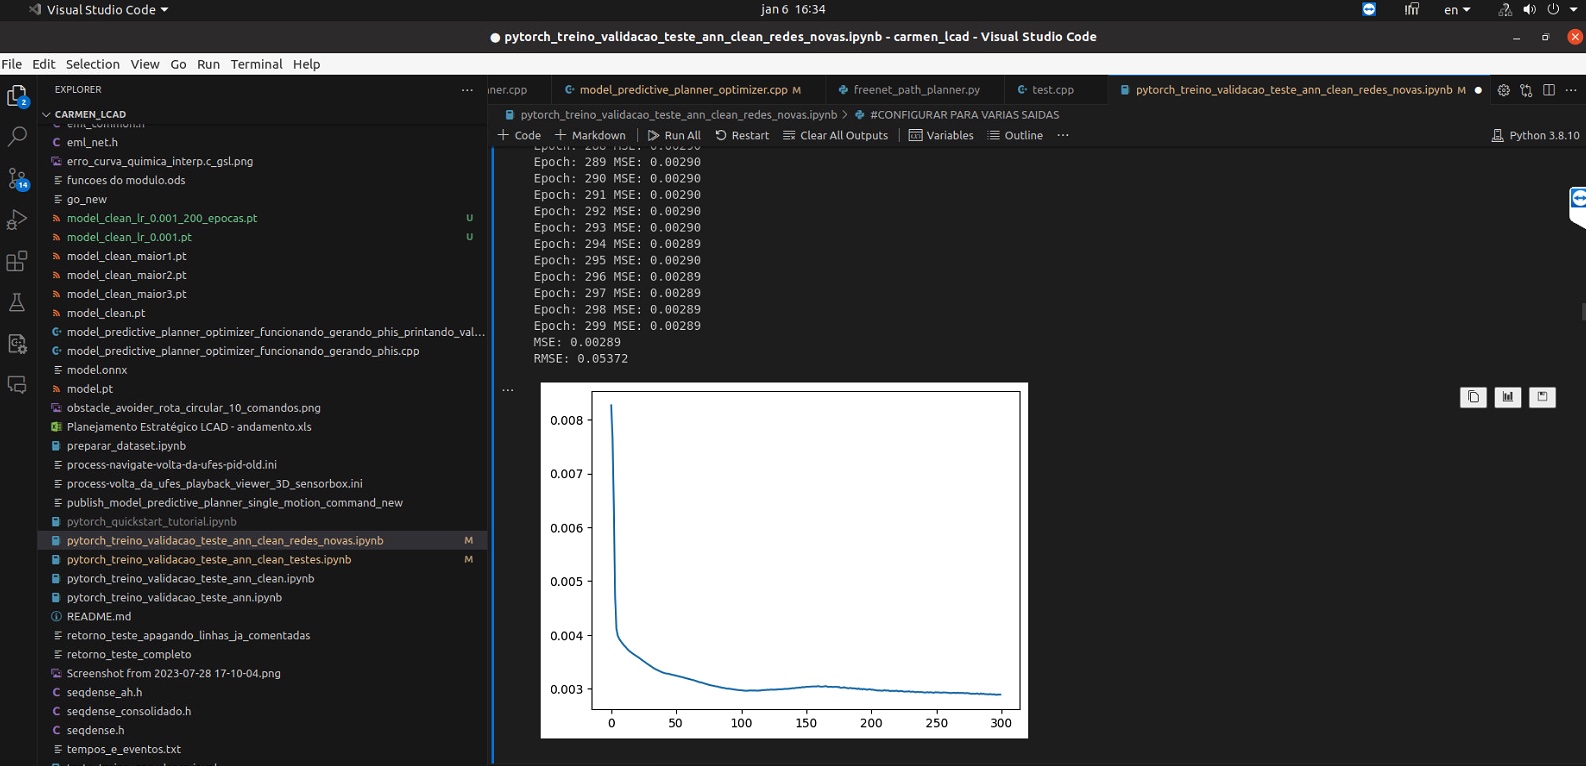 Visual Studio Code
jan 6 16:34
en
● pytorch_treino_validacao_teste_ann_clean_redes_novas.ipynb - carmen_lcad - Visual Studio Code
File Edit Selection View Go Run Terminal Help
2
EXPLORER
ner.cpp
model_predictive_planner_optimizer.cpp M
freenet_path_planner.py
test.cpp
pytorch_treino_validacao_teste_ann_clean_redes_novas.ipynb M ●
CARMEN_LCAD
pytorch_treino_validacao_teste_ann_clean_redes_novas.ipynb > #CONFIGURAR PARA VARIAS SAIDAS
+ Code + Markdown Run All Restart Clear All Outputs Variables Outline ...
Python 3.8.10
14
eml_common.h
eml_net.h
erro_curva_quimica_interp.c_gsl.png
funcoes do modulo.ods
go_new
model_clean_lr_0.001_200_epocas.pt U
model_clean_lr_0.001.pt U
model_clean_maior1.pt
model_clean_maior2.pt
model_clean_maior3.pt
model_clean.pt
model_predictive_planner_optimizer_funcionando_gerando_phis_printando_val...
model_predictive_planner_optimizer_funcionando_gerando_phis.cpp
model.onnx
model.pt
obstacle_avoider_rota_circular_10_comandos.png
Planejamento Estratégico LCAD - andamento.xls
preparar_dataset.ipynb
process-navigate-volta-da-ufes-pid-old.ini
process-volta_da_ufes_playback_viewer_3D_sensorbox.ini
publish_model_predictive_planner_single_motion_command_new
pytorch_quickstart_tutorial.ipynb
pytorch_treino_validacao_teste_ann_clean_redes_novas.ipynb M
pytorch_treino_validacao_teste_ann_clean_testes.ipynb M
pytorch_treino_validacao_teste_ann_clean.ipynb
pytorch_treino_validacao_teste_ann.ipynb
README.md
retorno_teste_apagando_linhas_ja_comentadas
retorno_teste_completo
Screenshot from 2023-07-28 17-10-04.png
seqdense_ah.h
seqdense_consolidado.h
seqdense.h
tempos_e_eventos.txt
Epoch: 288 MSE: 0.00290
Epoch: 289 MSE: 0.00290
Epoch: 290 MSE: 0.00290
Epoch: 291 MSE: 0.00290
Epoch: 292 MSE: 0.00290
Epoch: 293 MSE: 0.00290
Epoch: 294 MSE: 0.00289
Epoch: 295 MSE: 0.00290
Epoch: 296 MSE: 0.00289
Epoch: 297 MSE: 0.00289
Epoch: 298 MSE: 0.00289
Epoch: 299 MSE: 0.00289
MSE: 0.00289
RMSE: 0.05372
0.008
0.007
0.006
0.005
0.004
0.003
0 50 100 150 200 250 300